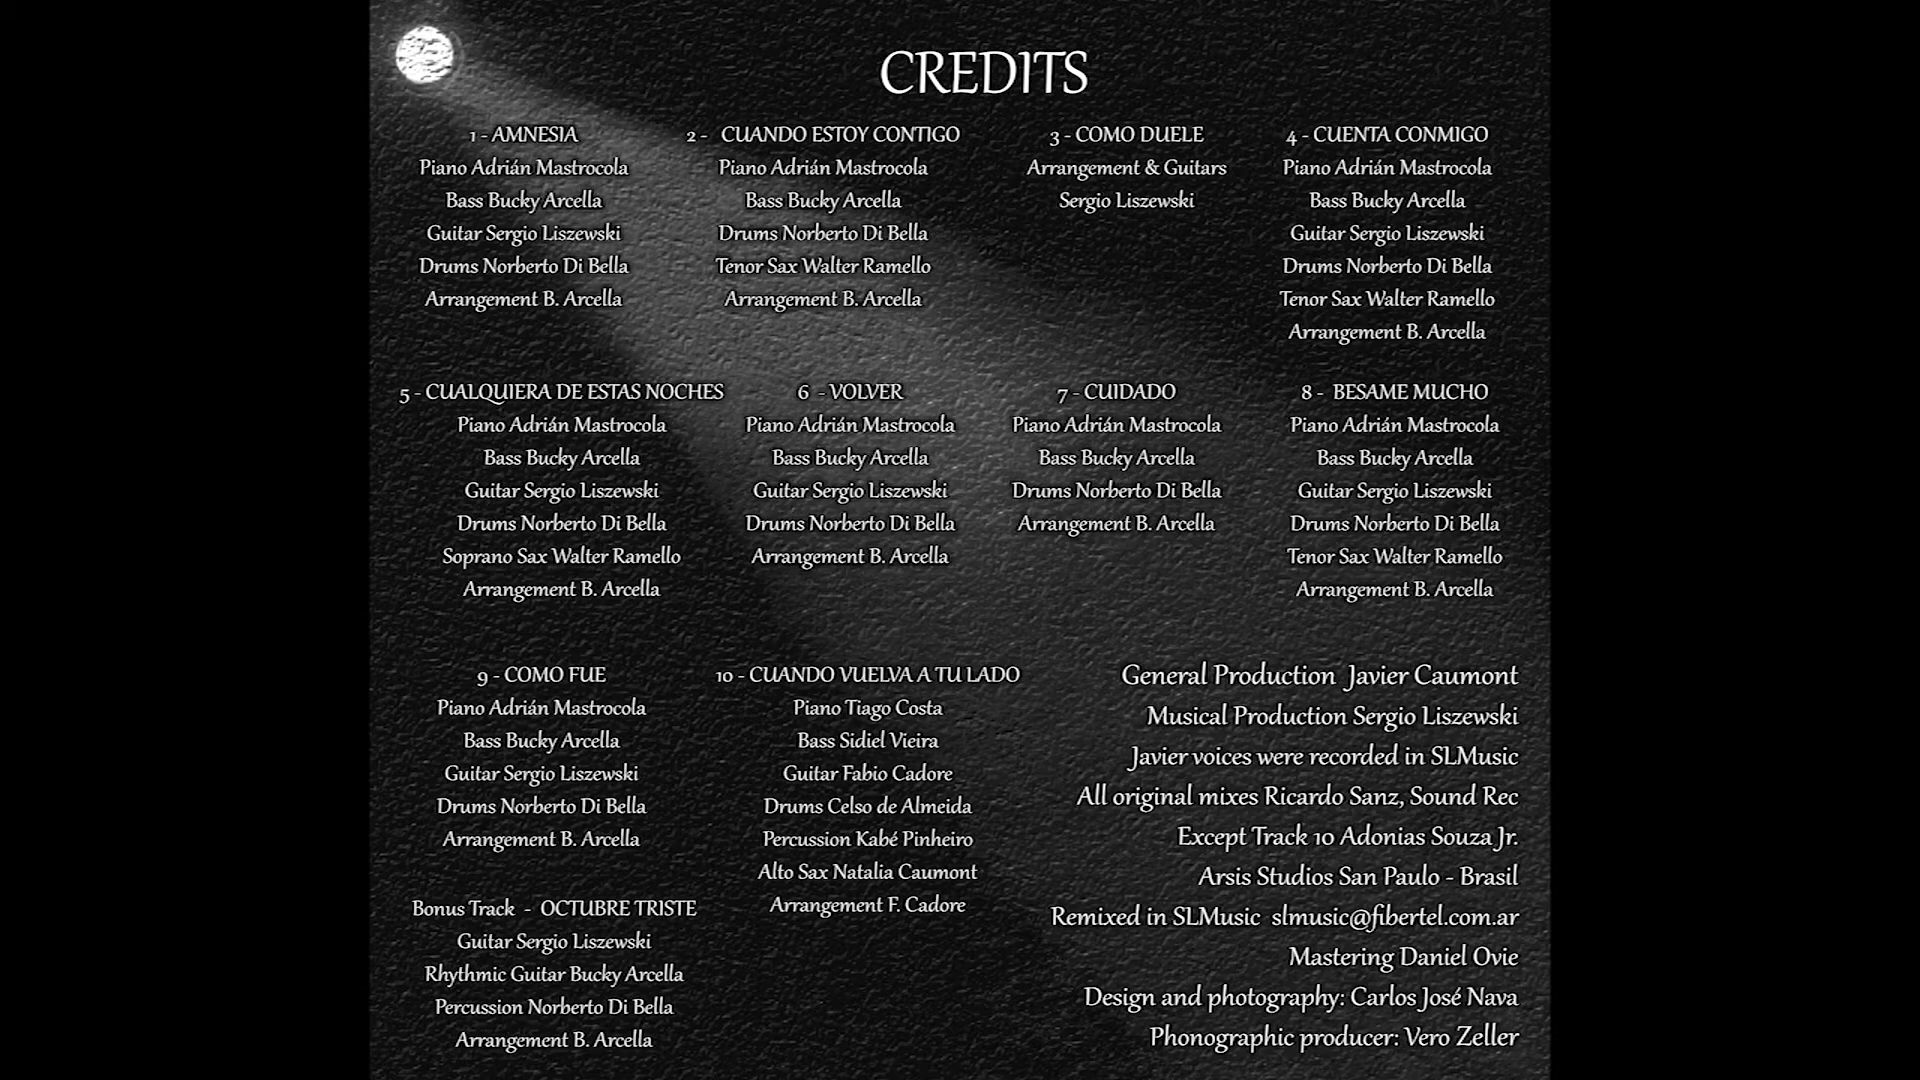 CREDITS
1 - AMNESIA
Piano Adrián Mastrocola
Bass Bucky Arcella
Guitar Sergio Liszewski
Drums Norberto Di Bella
Arrangement B. Arcella
2 - CUANDO ESTOY CONTIGO
Piano Adrián Mastrocola
Bass Bucky Arcella
Drums Norberto Di Bella
Tenor Sax Walter Ramello
Arrangement B. Arcella
3 - COMO DUELE
Arrangement & Guitars
Sergio Liszewski
4 - CUENTA CONMIGO
Piano Adrián Mastrocola
Bass Bucky Arcella
Guitar Sergio Liszewski
Drums Norberto Di Bella
Tenor Sax Walter Ramello
Arrangement B. Arcella
5 - CUALQUIERA DE ESTAS NOCHES
Piano Adrián Mastrocola
Bass Bucky Arcella
Guitar Sergio Liszewski
Drums Norberto Di Bella
Soprano Sax Walter Ramello
Arrangement B. Arcella
6 - VOLVER
Piano Adrián Mastrocola
Bass Bucky Arcella
Guitar Sergio Liszewski
Drums Norberto Di Bella
Arrangement B. Arcella
7 - CUIDADO
Piano Adrián Mastrocola
Bass Bucky Arcella
Drums Norberto Di Bella
Arrangement B. Arcella
8 - BESAME MUCHO
Piano Adrián Mastrocola
Bass Bucky Arcella
Guitar Sergio Liszewski
Drums Norberto Di Bella
Tenor Sax Walter Ramello
Arrangement B. Arcella
9 - COMO FUE
Piano Adrián Mastrocola
Bass Bucky Arcella
Guitar Sergio Liszewski
Drums Norberto Di Bella
Arrangement B. Arcella
10 - CUANDO VUELVA A TU LADO
Piano Tiago Costa
Bass Sidiel Vieira
Guitar Fabio Cadore
Drums Celso de Almeida
Percussion Kabé Pinheiro
Alto Sax Natalia Caumont
Arrangement F. Cadore
Bonus Track - OCTUBRE TRISTE
Guitar Sergio Liszewski
Rhythmic Guitar Bucky Arcella
Percussion Norberto Di Bella
Arrangement B. Arcella
General Production Javier Caumont
Musical Production Sergio Liszewski
Javier voices were recorded in SLMusic
All original mixes Ricardo Sanz, Sound Rec
Except Track 10 Adonias Souza Jr.
Arsis Studios San Paulo - Brasil
Remixed in SLMusic slmusic@fibertel.com.ar
Mastering Daniel Ovie
Design and photography: Carlos José Nava
Phonographic producer: Vero Zeller